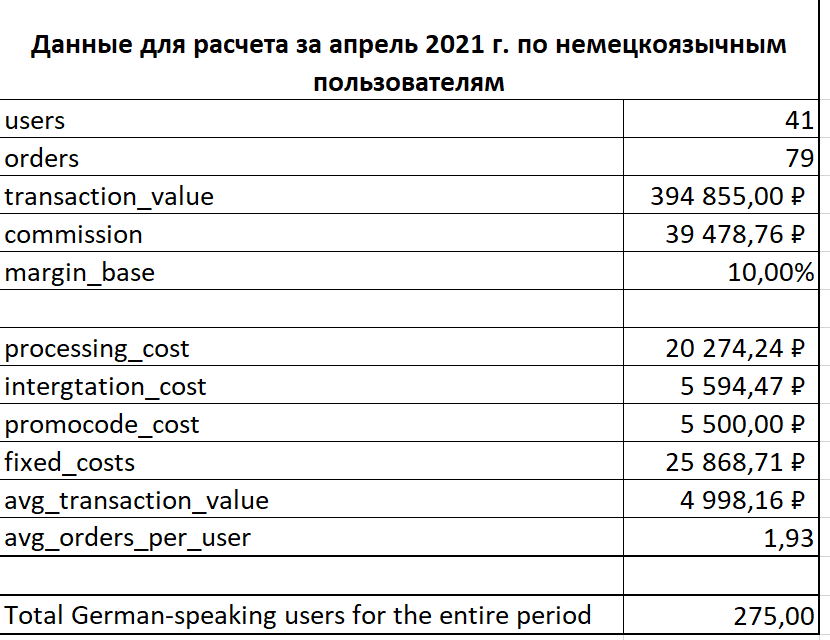 Данные для расчета за апрель 2021 г. по немецкоязычным
пользователям
users 41
orders 79
transaction_value 394 855,00 ₽
commission 39 478,76 ₽
margin_base 10,00%
processing_cost 20 274,24 ₽
intergtation_cost 5 594,47 ₽
promocode_cost 5 500,00 ₽
fixed_costs 25 868,71 ₽
avg_transaction_value 4 998,16 ₽
avg_orders_per_user 1,93
Total German-speaking users for the entire period 275,00